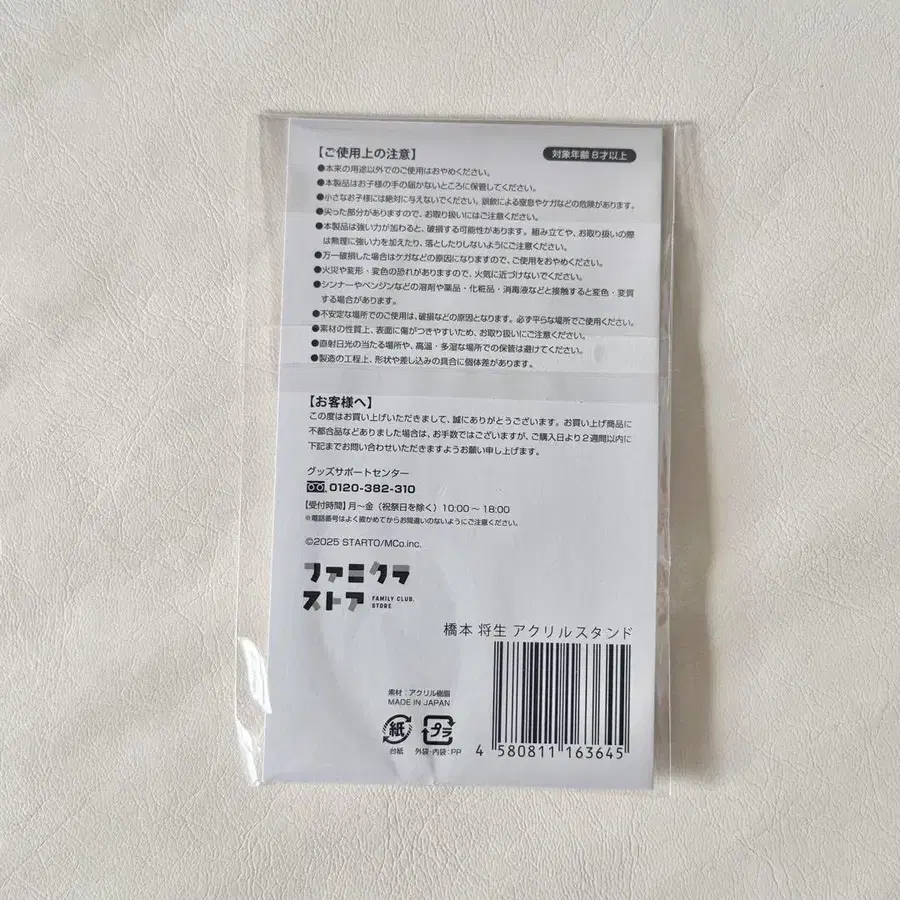 【ご使用上の注意】
対象年齢8才以上
●本来の用途以外でのご使用はおやめください。
●本製品はお子様の手の届かないところに保管してください。
●小さなお子様には絶対に与えないでください。誤飲による窒息やケガなどの危険があります。
●尖った部分がありますので、お取り扱いにはご注意ください。
●本製品は強い力が加わると、破損する可能性があります。組み立てや、お取り扱いの際
は無理に強い力を加えたり、落としたりしないようにご注意ください。
●万一破損した場合はケガなどの原因になりますので、ご使用をおやめください。
●火災や変形・変色の恐れがありますので、火気に近づけないでください。
●シンナーやベンジンなどの溶剤や薬品・化粧品・消毒液などと接触すると変色・変質
する場合があります。
●不安定な場所でのご使用は、破損などの原因となります。必ず平らな場所でご使用ください。
●素材の性質上、表面に傷がつきやすいため、お取り扱いにご注意ください。
●直射日光の当たる場所や、高温・多湿な場所での保管は避けてください。
●製造の工程上、形状や差し込みの具合に個体差があります。
【お客様へ】
この度はお買い上げいただきまして、誠にありがとうございます。お買い上げ商品に
不都合品などありました場合は、お手数ではございますが、ご購入日より2週間以内に
下記までお問い合わせいただきますようお願い申し上げます。
グッズサポートセンター
0120-382-310
【受付時間】月～金（祝祭日を除く）10:00～18:00
※電話番号はよく確かめてからお間違いのないようにご注意ください。
©2025 STARTO/MCo.inc.
ファミクラ
ストア
FAMILY CLUB.
STORE
橋本 将生 アクリルスタンド
素材：アクリル樹脂
MADE IN JAPAN
紙
プラ
台紙
外袋・内袋：PP
4 580811 163645